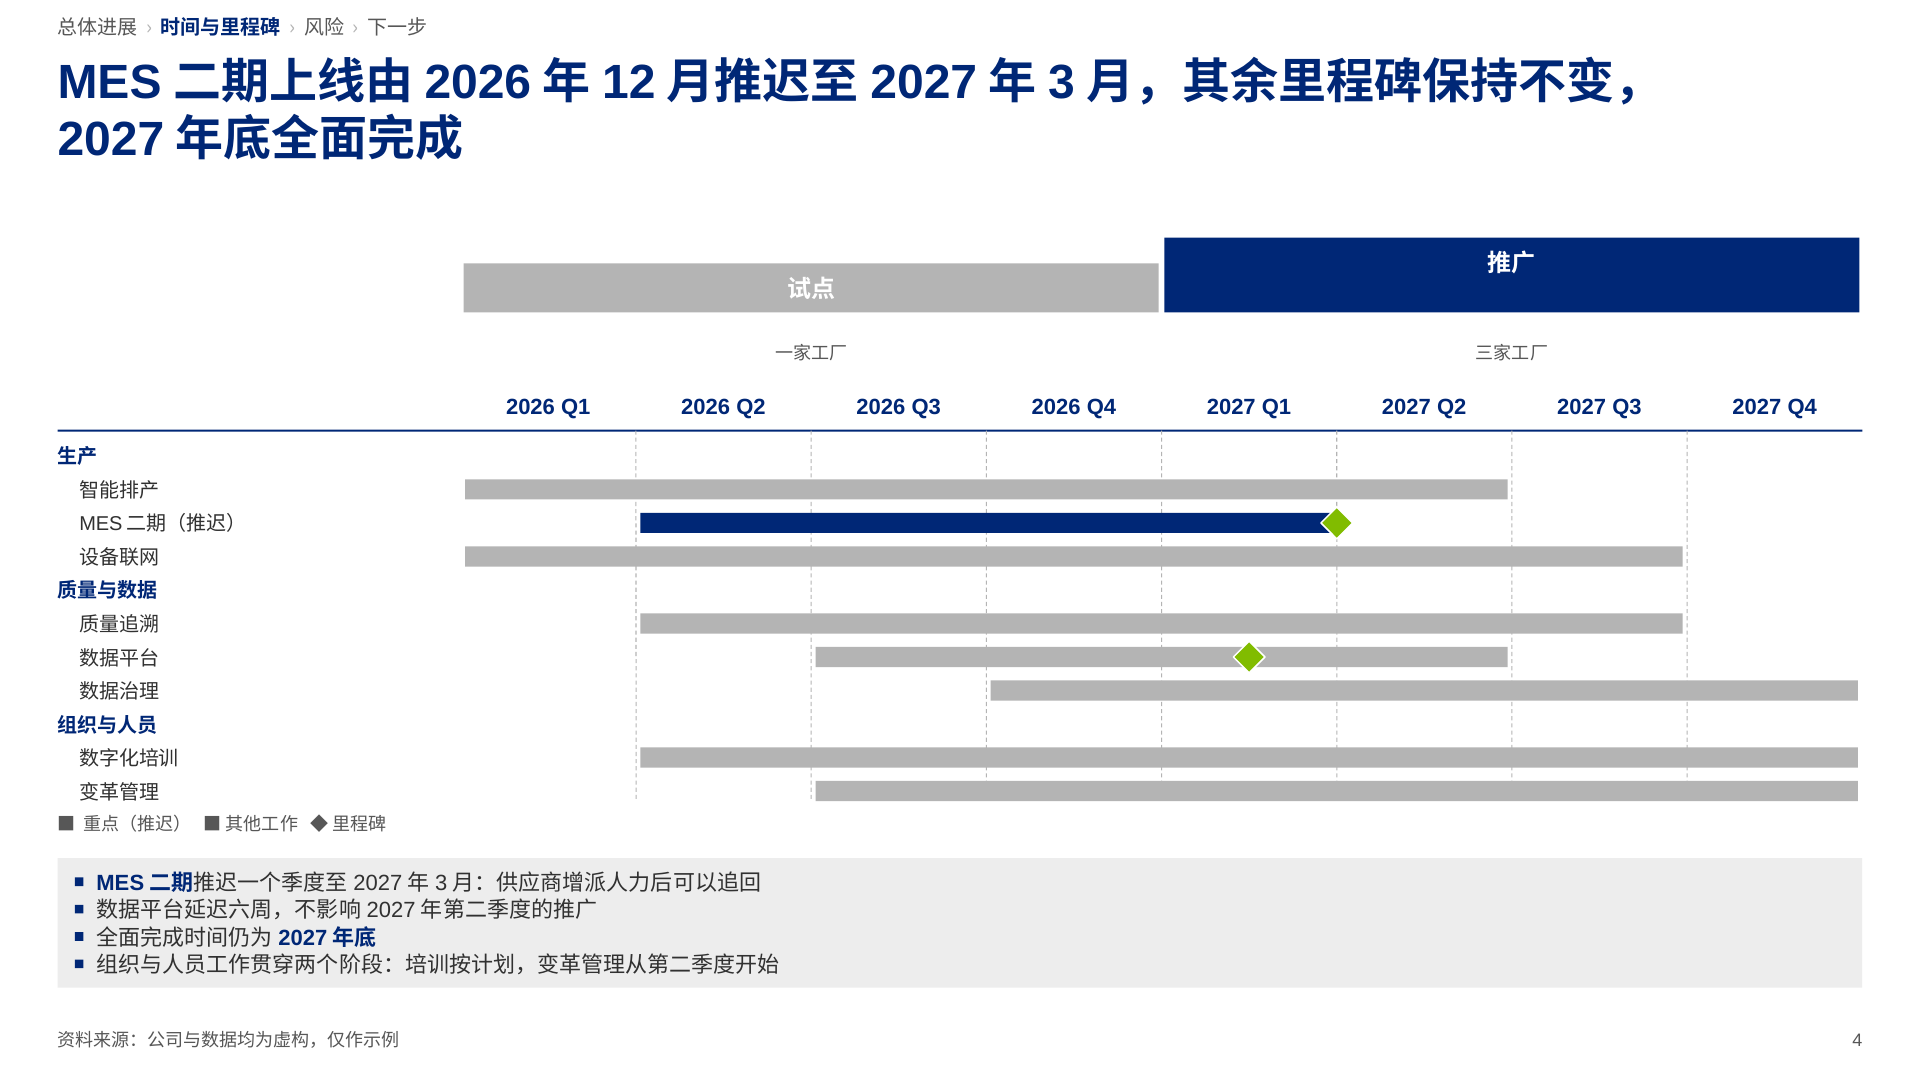 总体进展 › 时间与里程碑 › 风险 › 下一步
MES 二期上线由 2026 年 12 月推迟至 2027 年 3 月，其余里程碑保持不变，
2027 年底全面完成
推广
试点
一家工厂
三家工厂
2026 Q1
2026 Q2
2026 Q3
2026 Q4
2027 Q1
2027 Q2
2027 Q3
2027 Q4
生产
智能排产
MES 二期（推迟）
设备联网
质量与数据
质量追溯
数据平台
数据治理
组织与人员
数字化培训
变革管理
■ 重点（推迟） ■ 其他工作 ◆ 里程碑
▪ MES 二期推迟一个季度至 2027 年 3 月：供应商增派人力后可以追回
▪ 数据平台延迟六周，不影响 2027 年第二季度的推广
▪ 全面完成时间仍为 2027 年底
▪ 组织与人员工作贯穿两个阶段：培训按计划，变革管理从第二季度开始
资料来源：公司与数据均为虚构，仅作示例
4